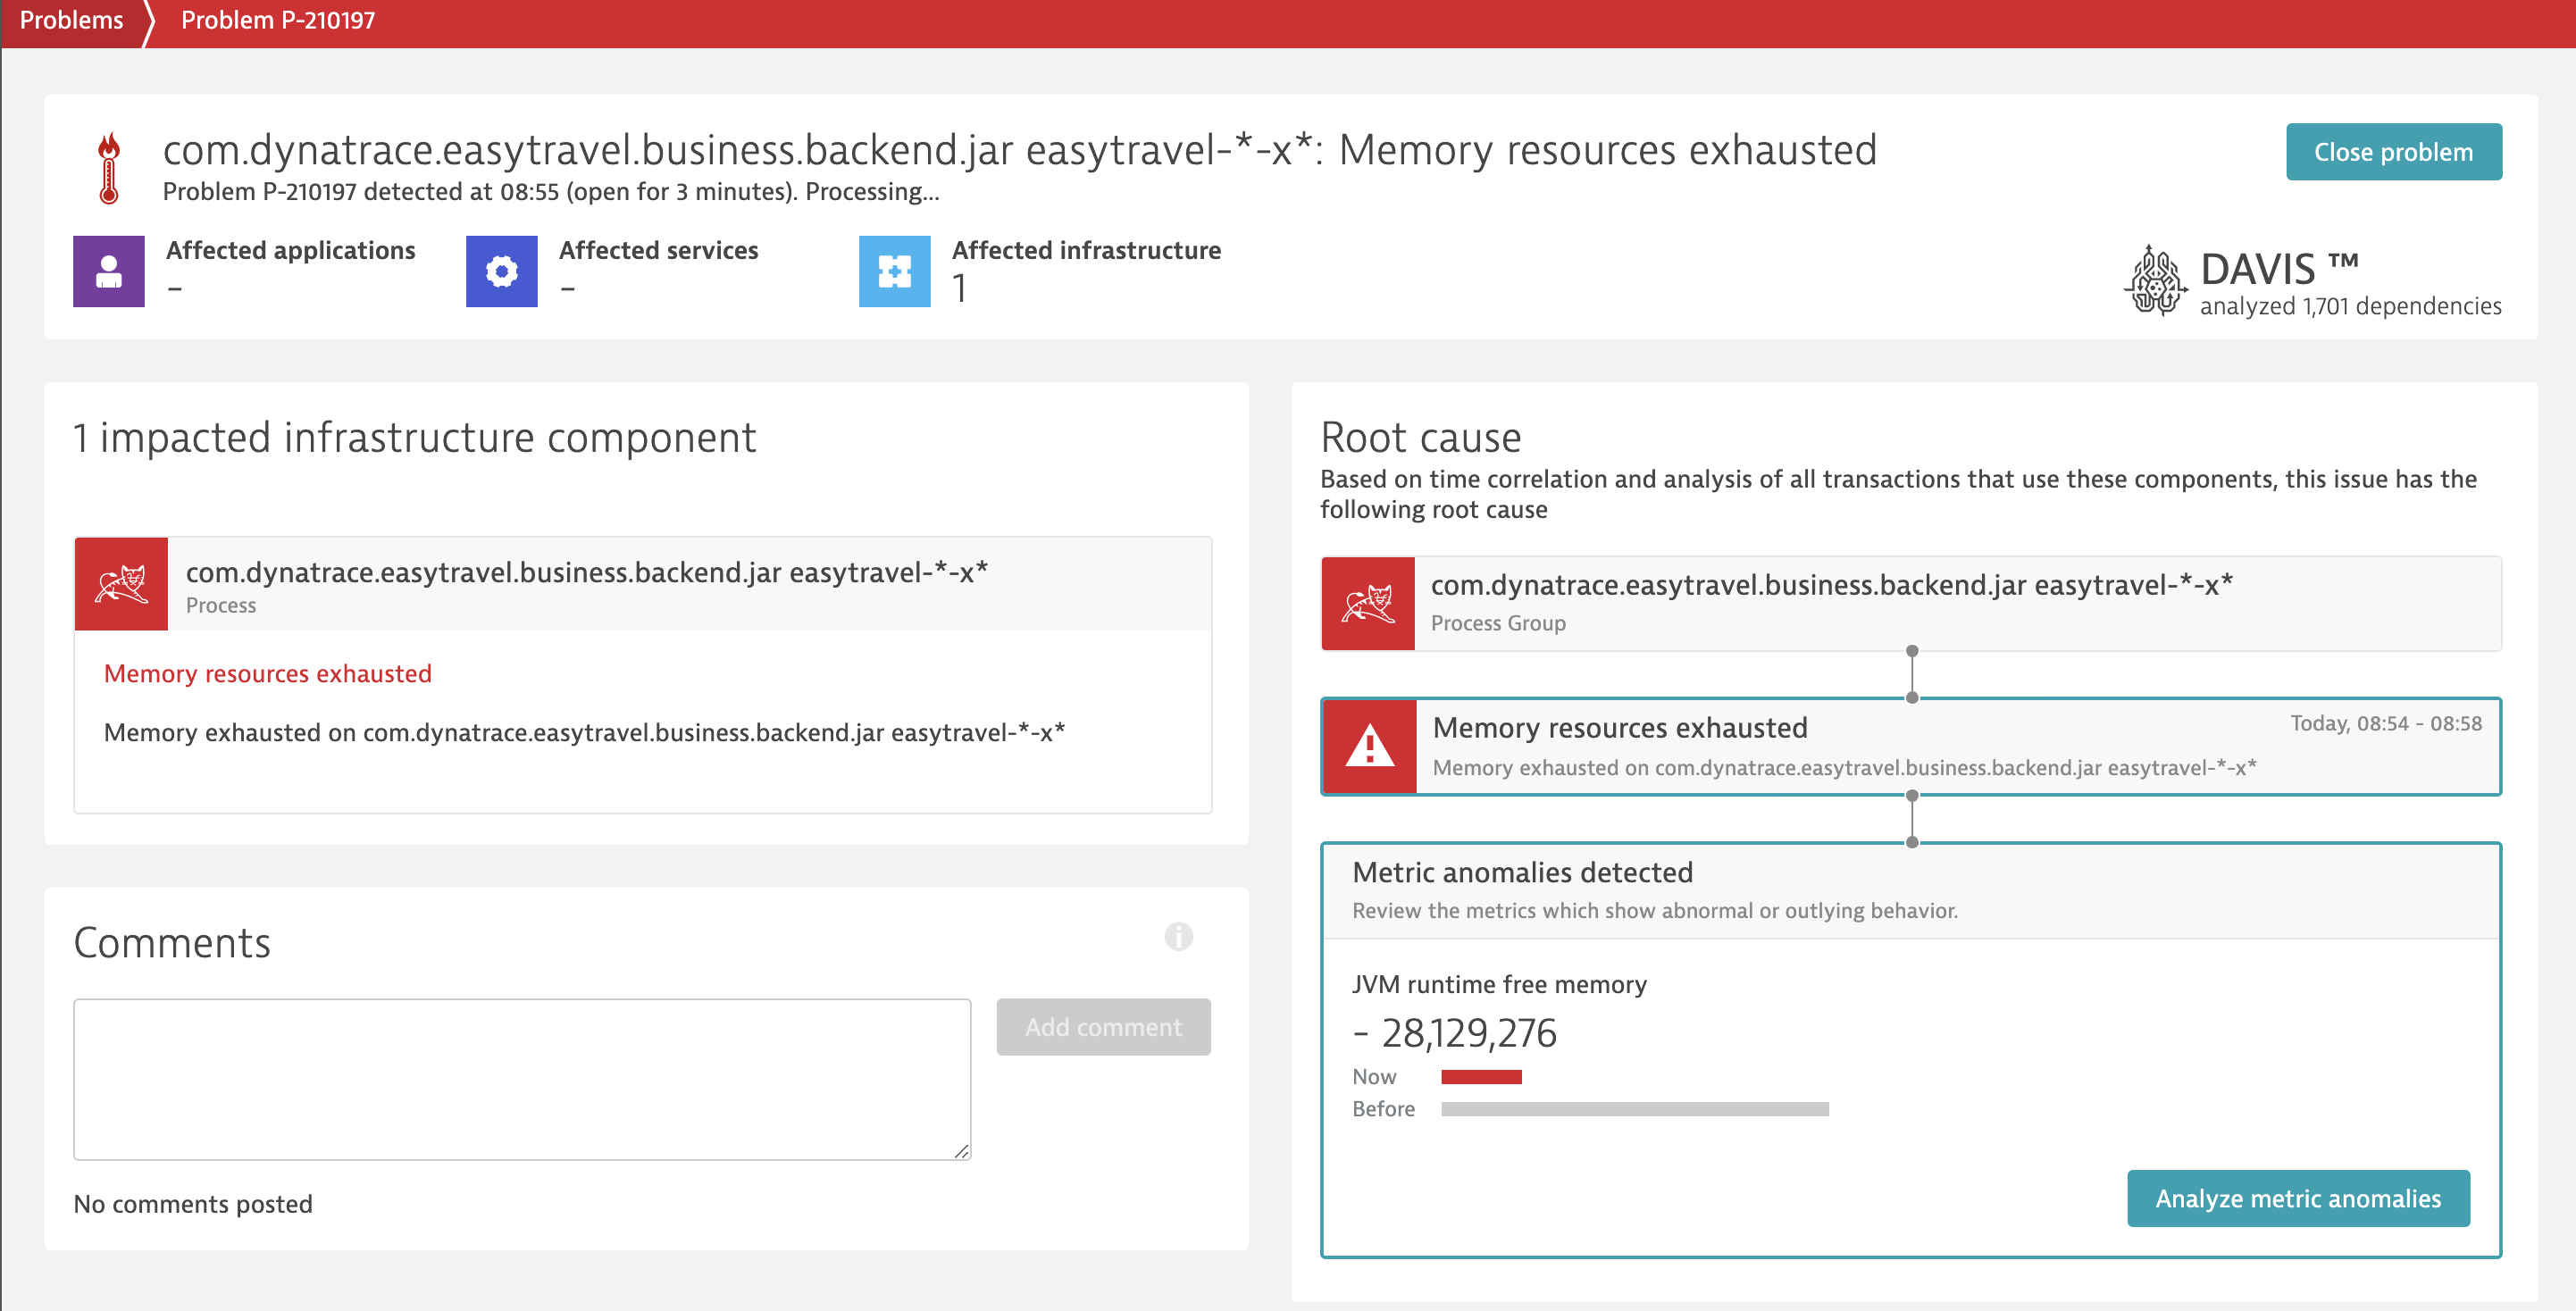 Problems
Problem P-210197
com.dynatrace.easytravel.business.backend.jar easytravel-*-x*: Memory resources exhausted
Problem P-210197 detected at 08:55 (open for 3 minutes). Processing...
Close problem
Affected applications
–
Affected services
–
Affected infrastructure
1
DAVIS ™
analyzed 1,701 dependencies
1 impacted infrastructure component
com.dynatrace.easytravel.business.backend.jar easytravel-*-x*
Process
Memory resources exhausted
Memory exhausted on com.dynatrace.easytravel.business.backend.jar easytravel-*-x*
Comments
Add comment
No comments posted
Root cause
Based on time correlation and analysis of all transactions that use these components, this issue has the
following root cause
com.dynatrace.easytravel.business.backend.jar easytravel-*-x*
Process Group
Memory resources exhausted
Today, 08:54 - 08:58
Memory exhausted on com.dynatrace.easytravel.business.backend.jar easytravel-*-x*
Metric anomalies detected
Review the metrics which show abnormal or outlying behavior.
JVM runtime free memory
- 28,129,276
Now
Before
Analyze metric anomalies